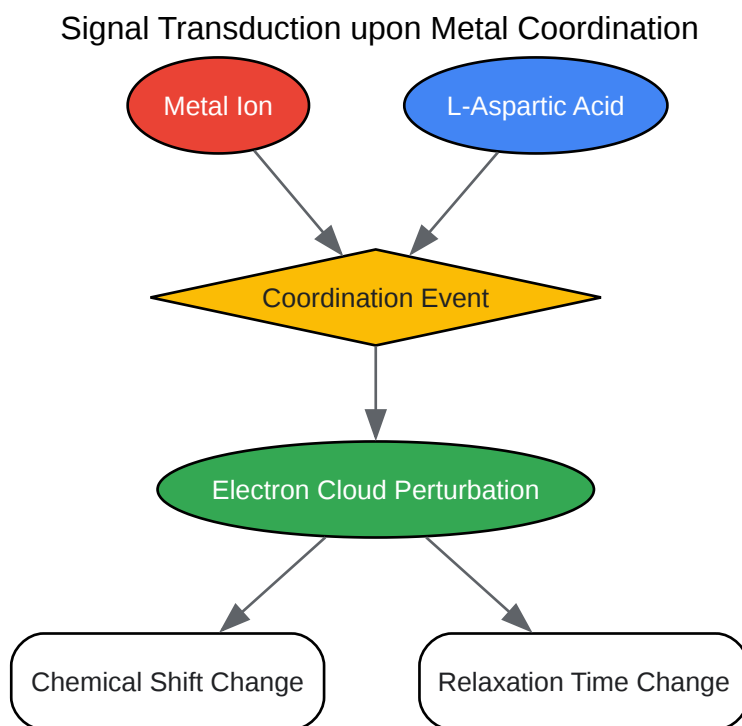 Signal Transduction upon Metal Coordination
Metal Ion
L-Aspartic Acid
Coordination Event
Electron Cloud Perturbation
Chemical Shift Change
Relaxation Time Change